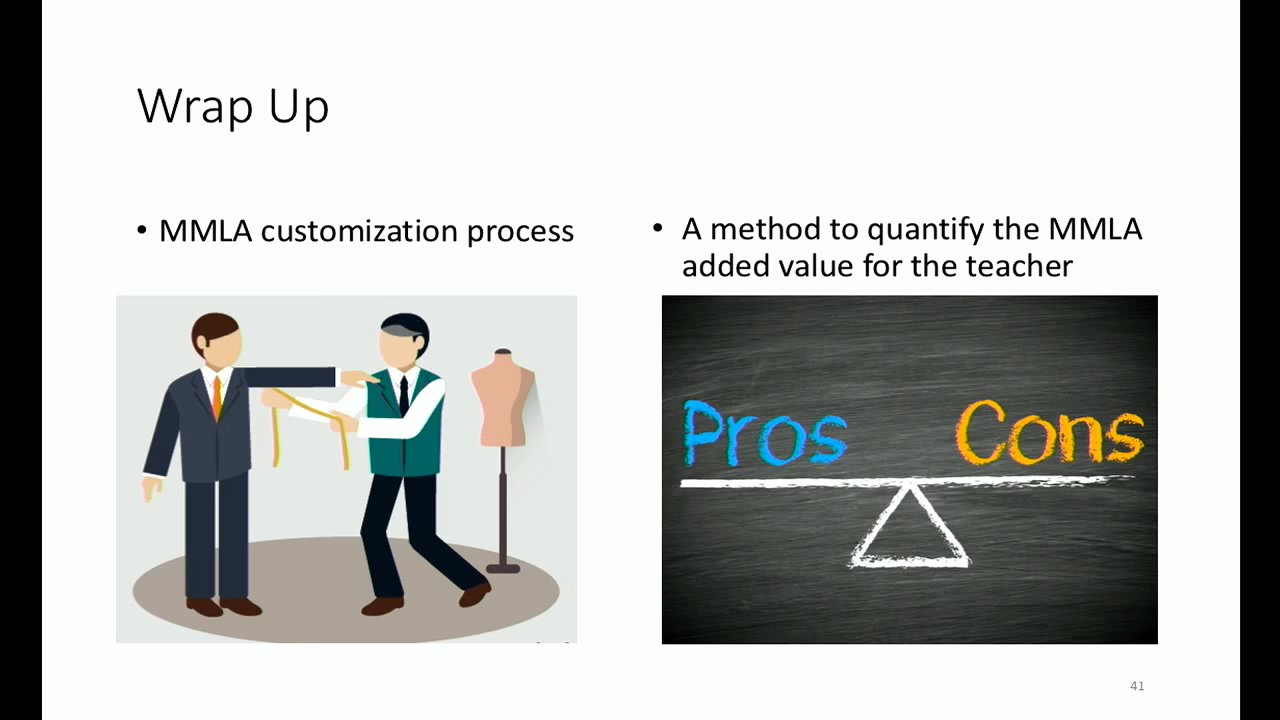 Wrap Up
• MMLA customization process
• A method to quantify the MMLA
added value for the teacher
Pros Cons
41